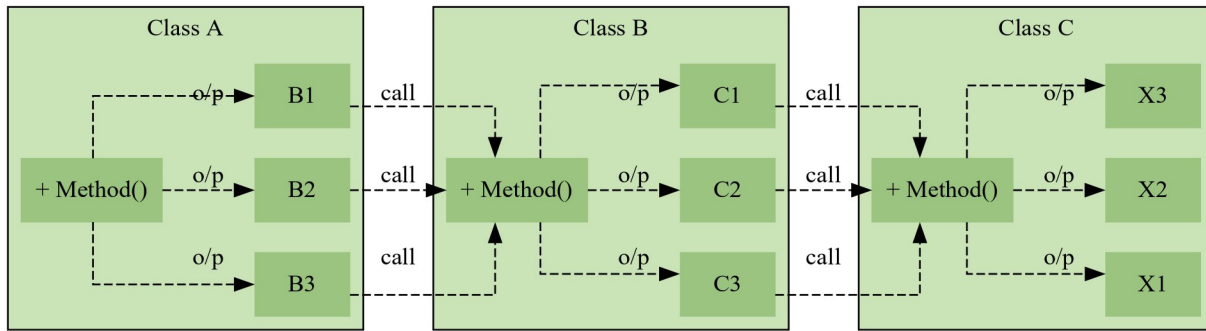 Class A
Class B
Class C
o/p
B1
call
o/p
C1
call
o/p
X3
+ Method()
o/p
B2
call
+ Method()
o/p
C2
call
+ Method()
o/p
X2
o/p
B3
call
o/p
C3
call
o/p
X1